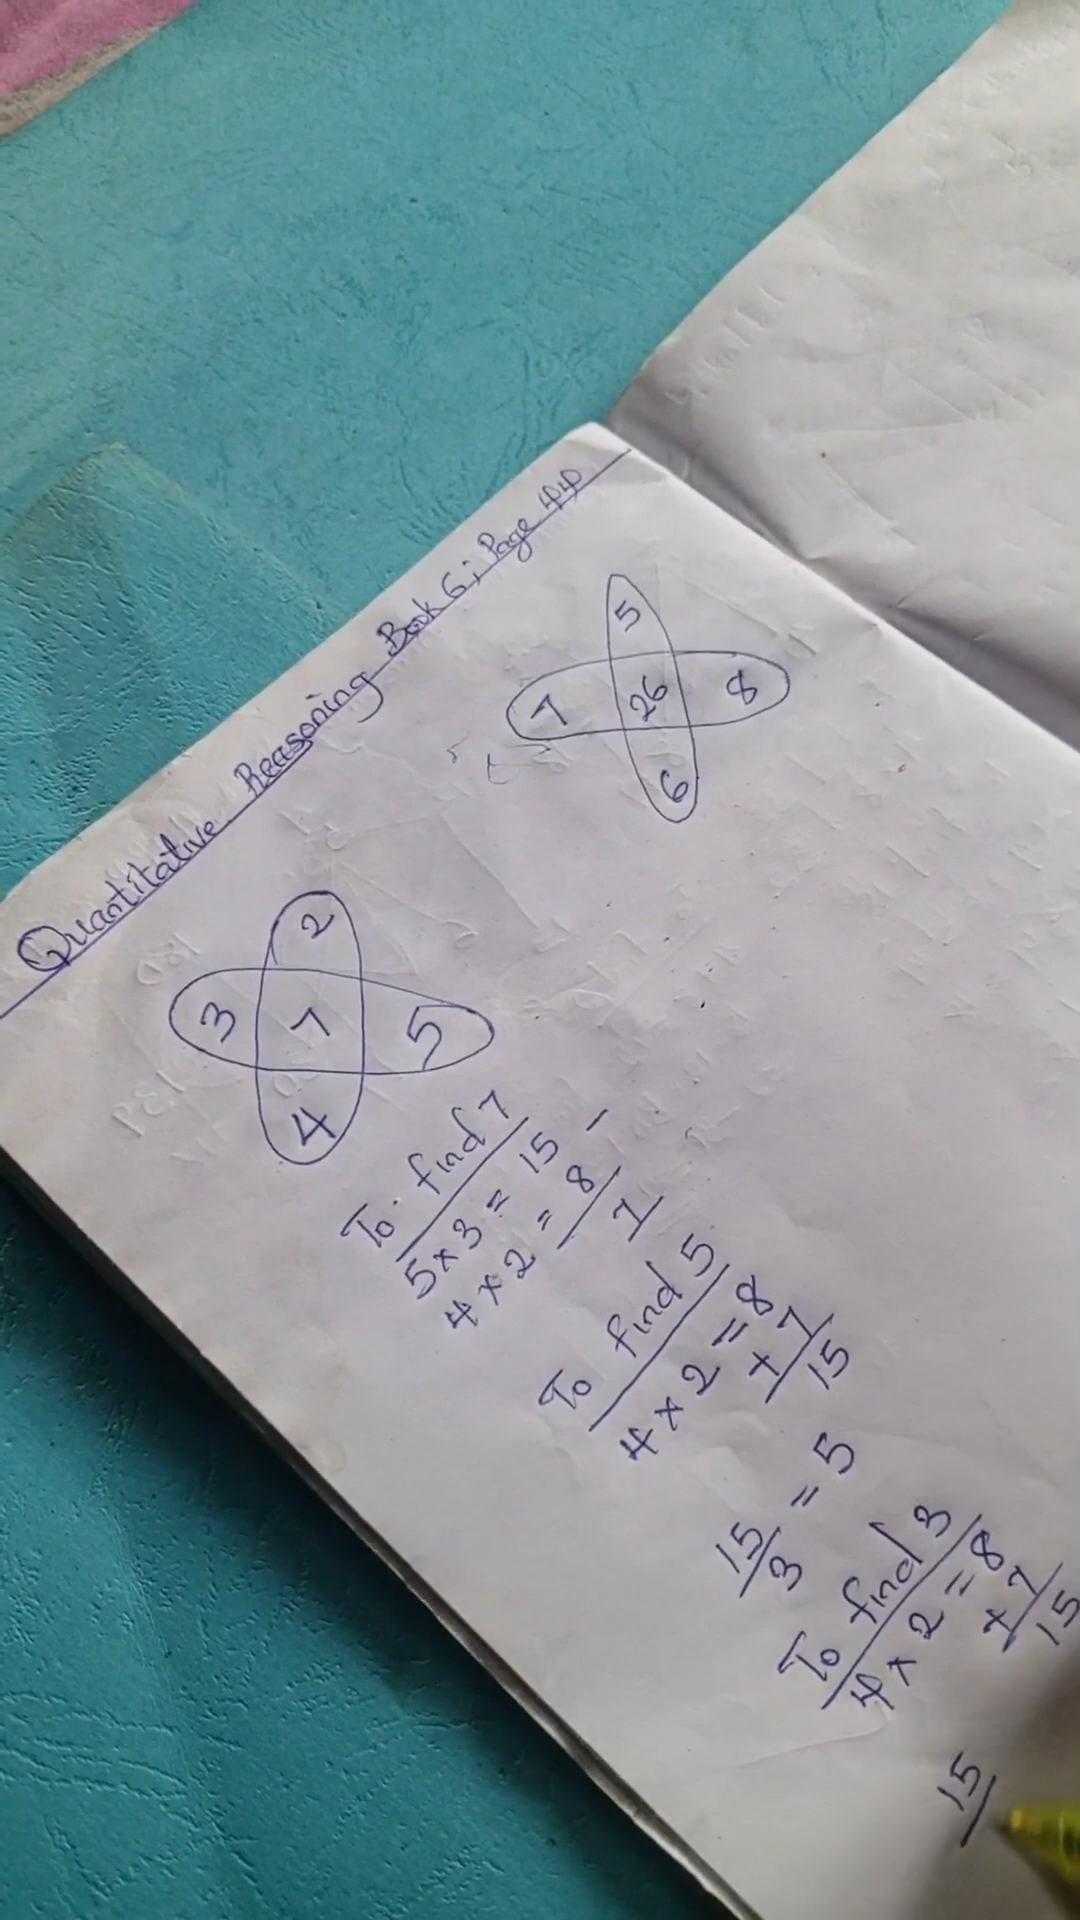 Quantitative Reasoning Book 6; Page 44
2
3 7 5
4
5
7 26 8
6
To find 7
5 × 3 = 15 -
4 × 2 = 8
7
To find 5
4 × 2 = 8
+ 7
15
15/3 = 5
To find 3
4 × 2 = 8
+ 7
15
15